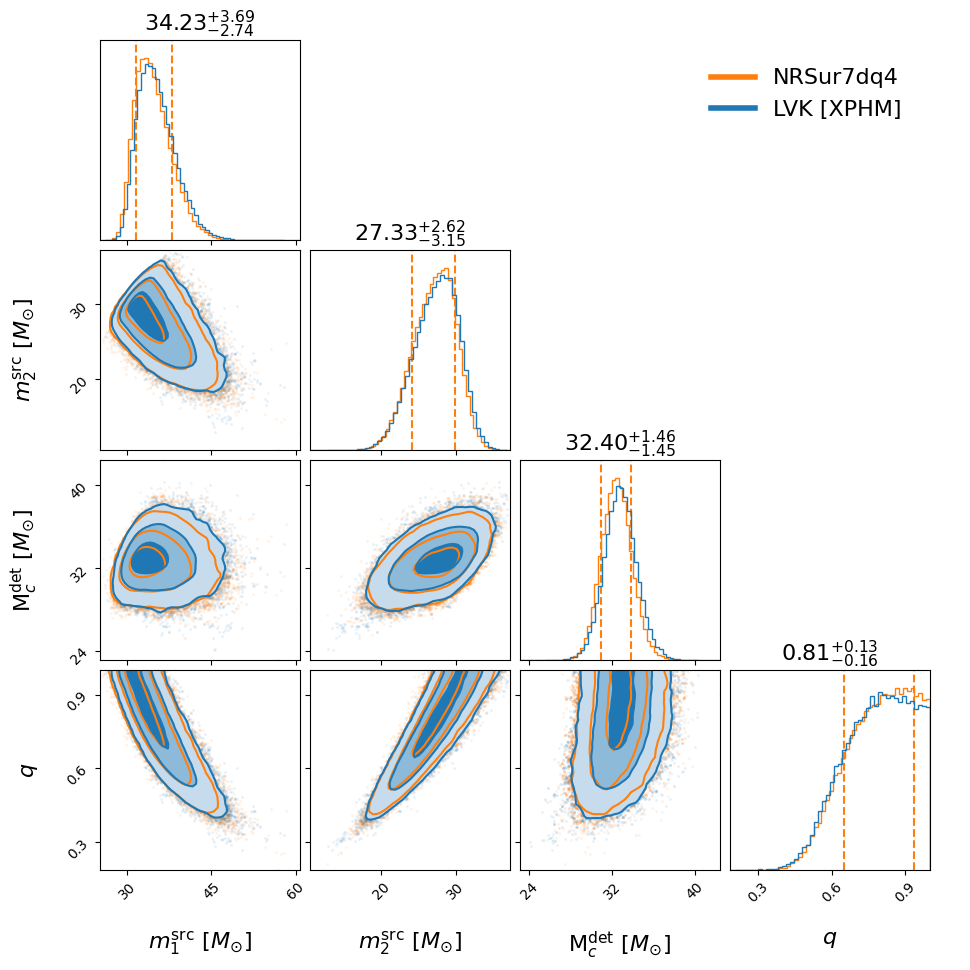 34.23^{+3.69}_{-2.74}
NRSur7dq4
LVK [XPHM]
27.33^{+2.62}_{-3.15}
m_2^{src} [M_⊙]
30
20
32.40^{+1.46}_{-1.45}
M_c^{det} [M_⊙]
40
32
24
0.81^{+0.13}_{-0.16}
q
0.9
0.6
0.3
30 45 60
20 30
24 32 40
0.3 0.6 0.9
m_1^{src} [M_⊙]
m_2^{src} [M_⊙]
M_c^{det} [M_⊙]
q